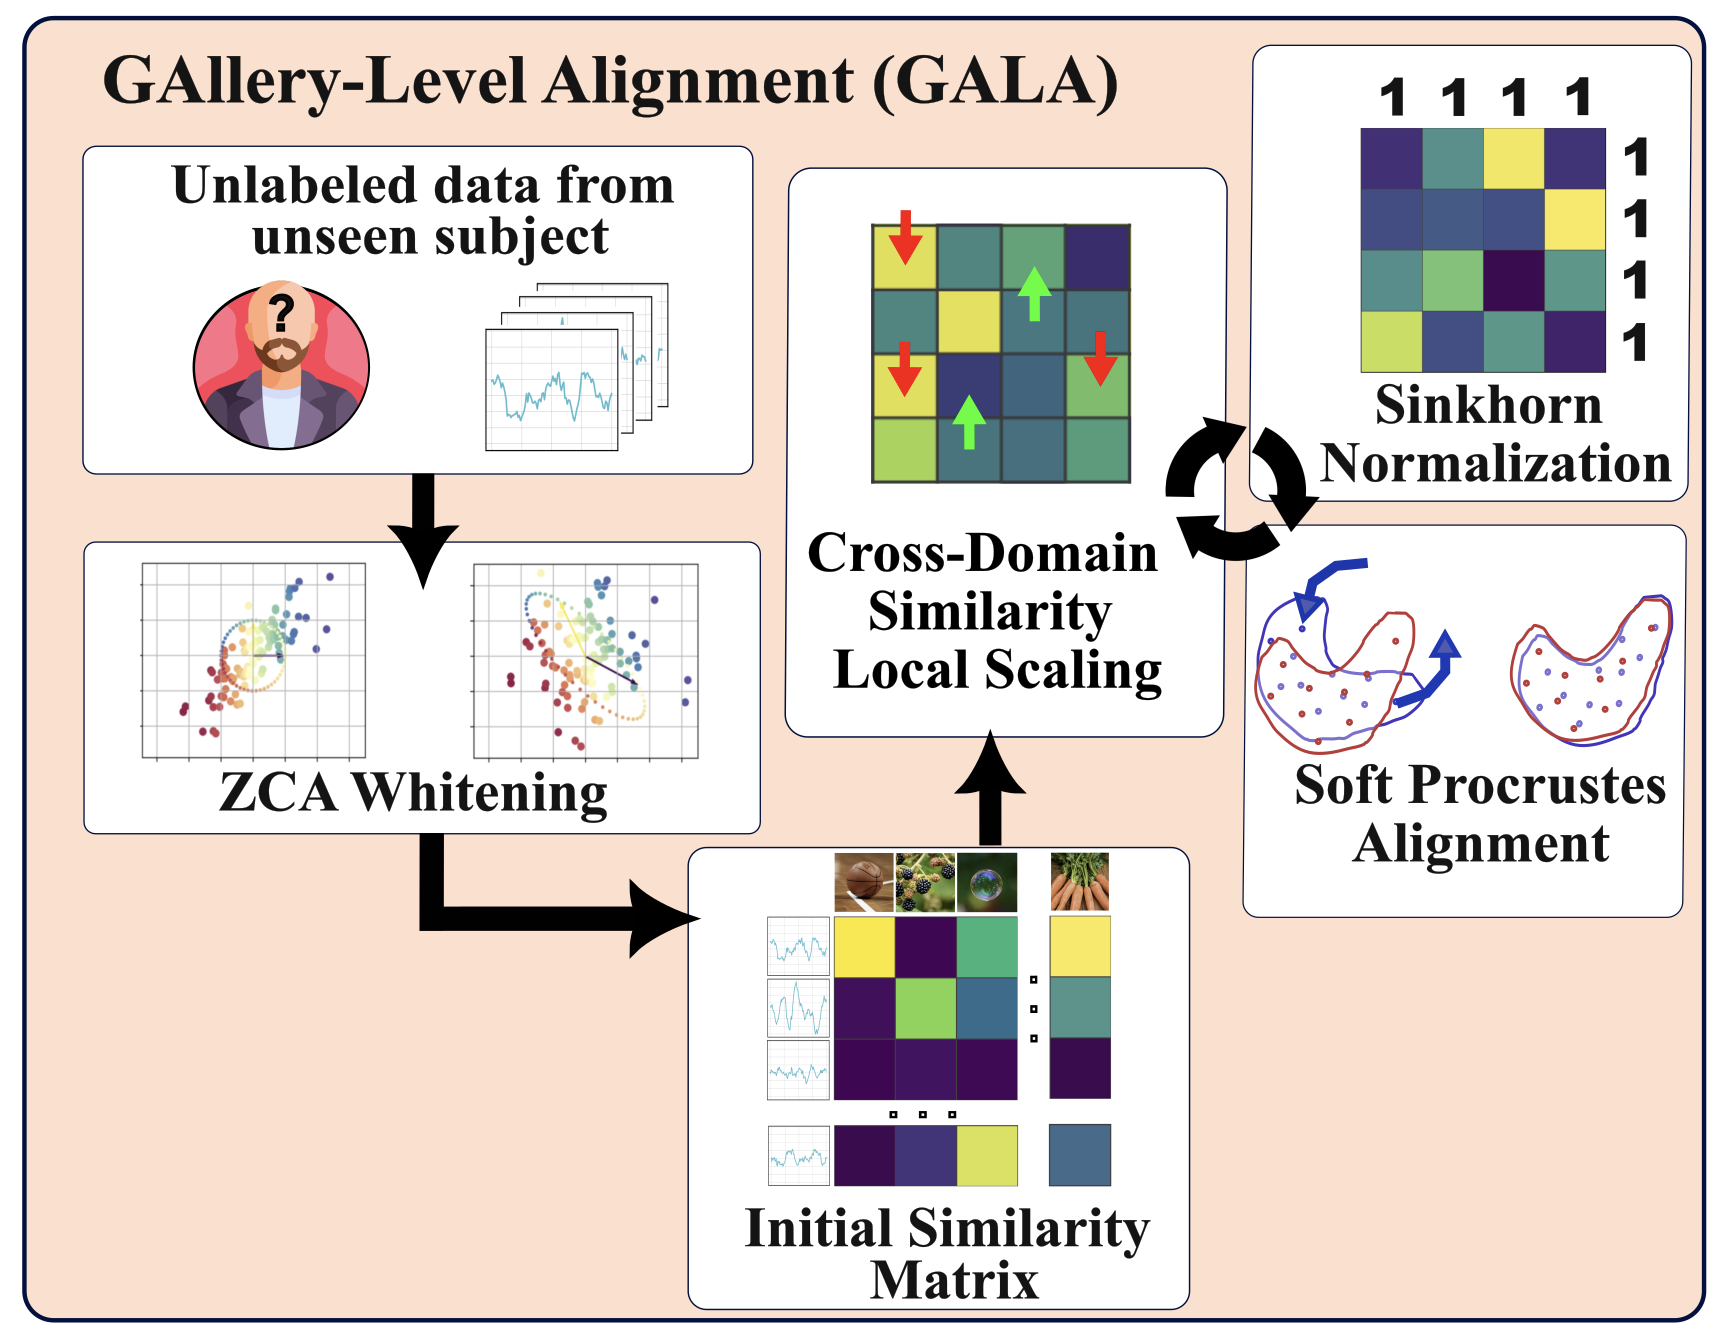 GAllery-Level Alignment (GALA)
Unlabeled data from
unseen subject
?
ZCA Whitening
Initial Similarity
Matrix
Cross-Domain
Similarity
Local Scaling
1 1 1 1
1
1
1
1
Sinkhorn
Normalization
Soft Procrustes
Alignment